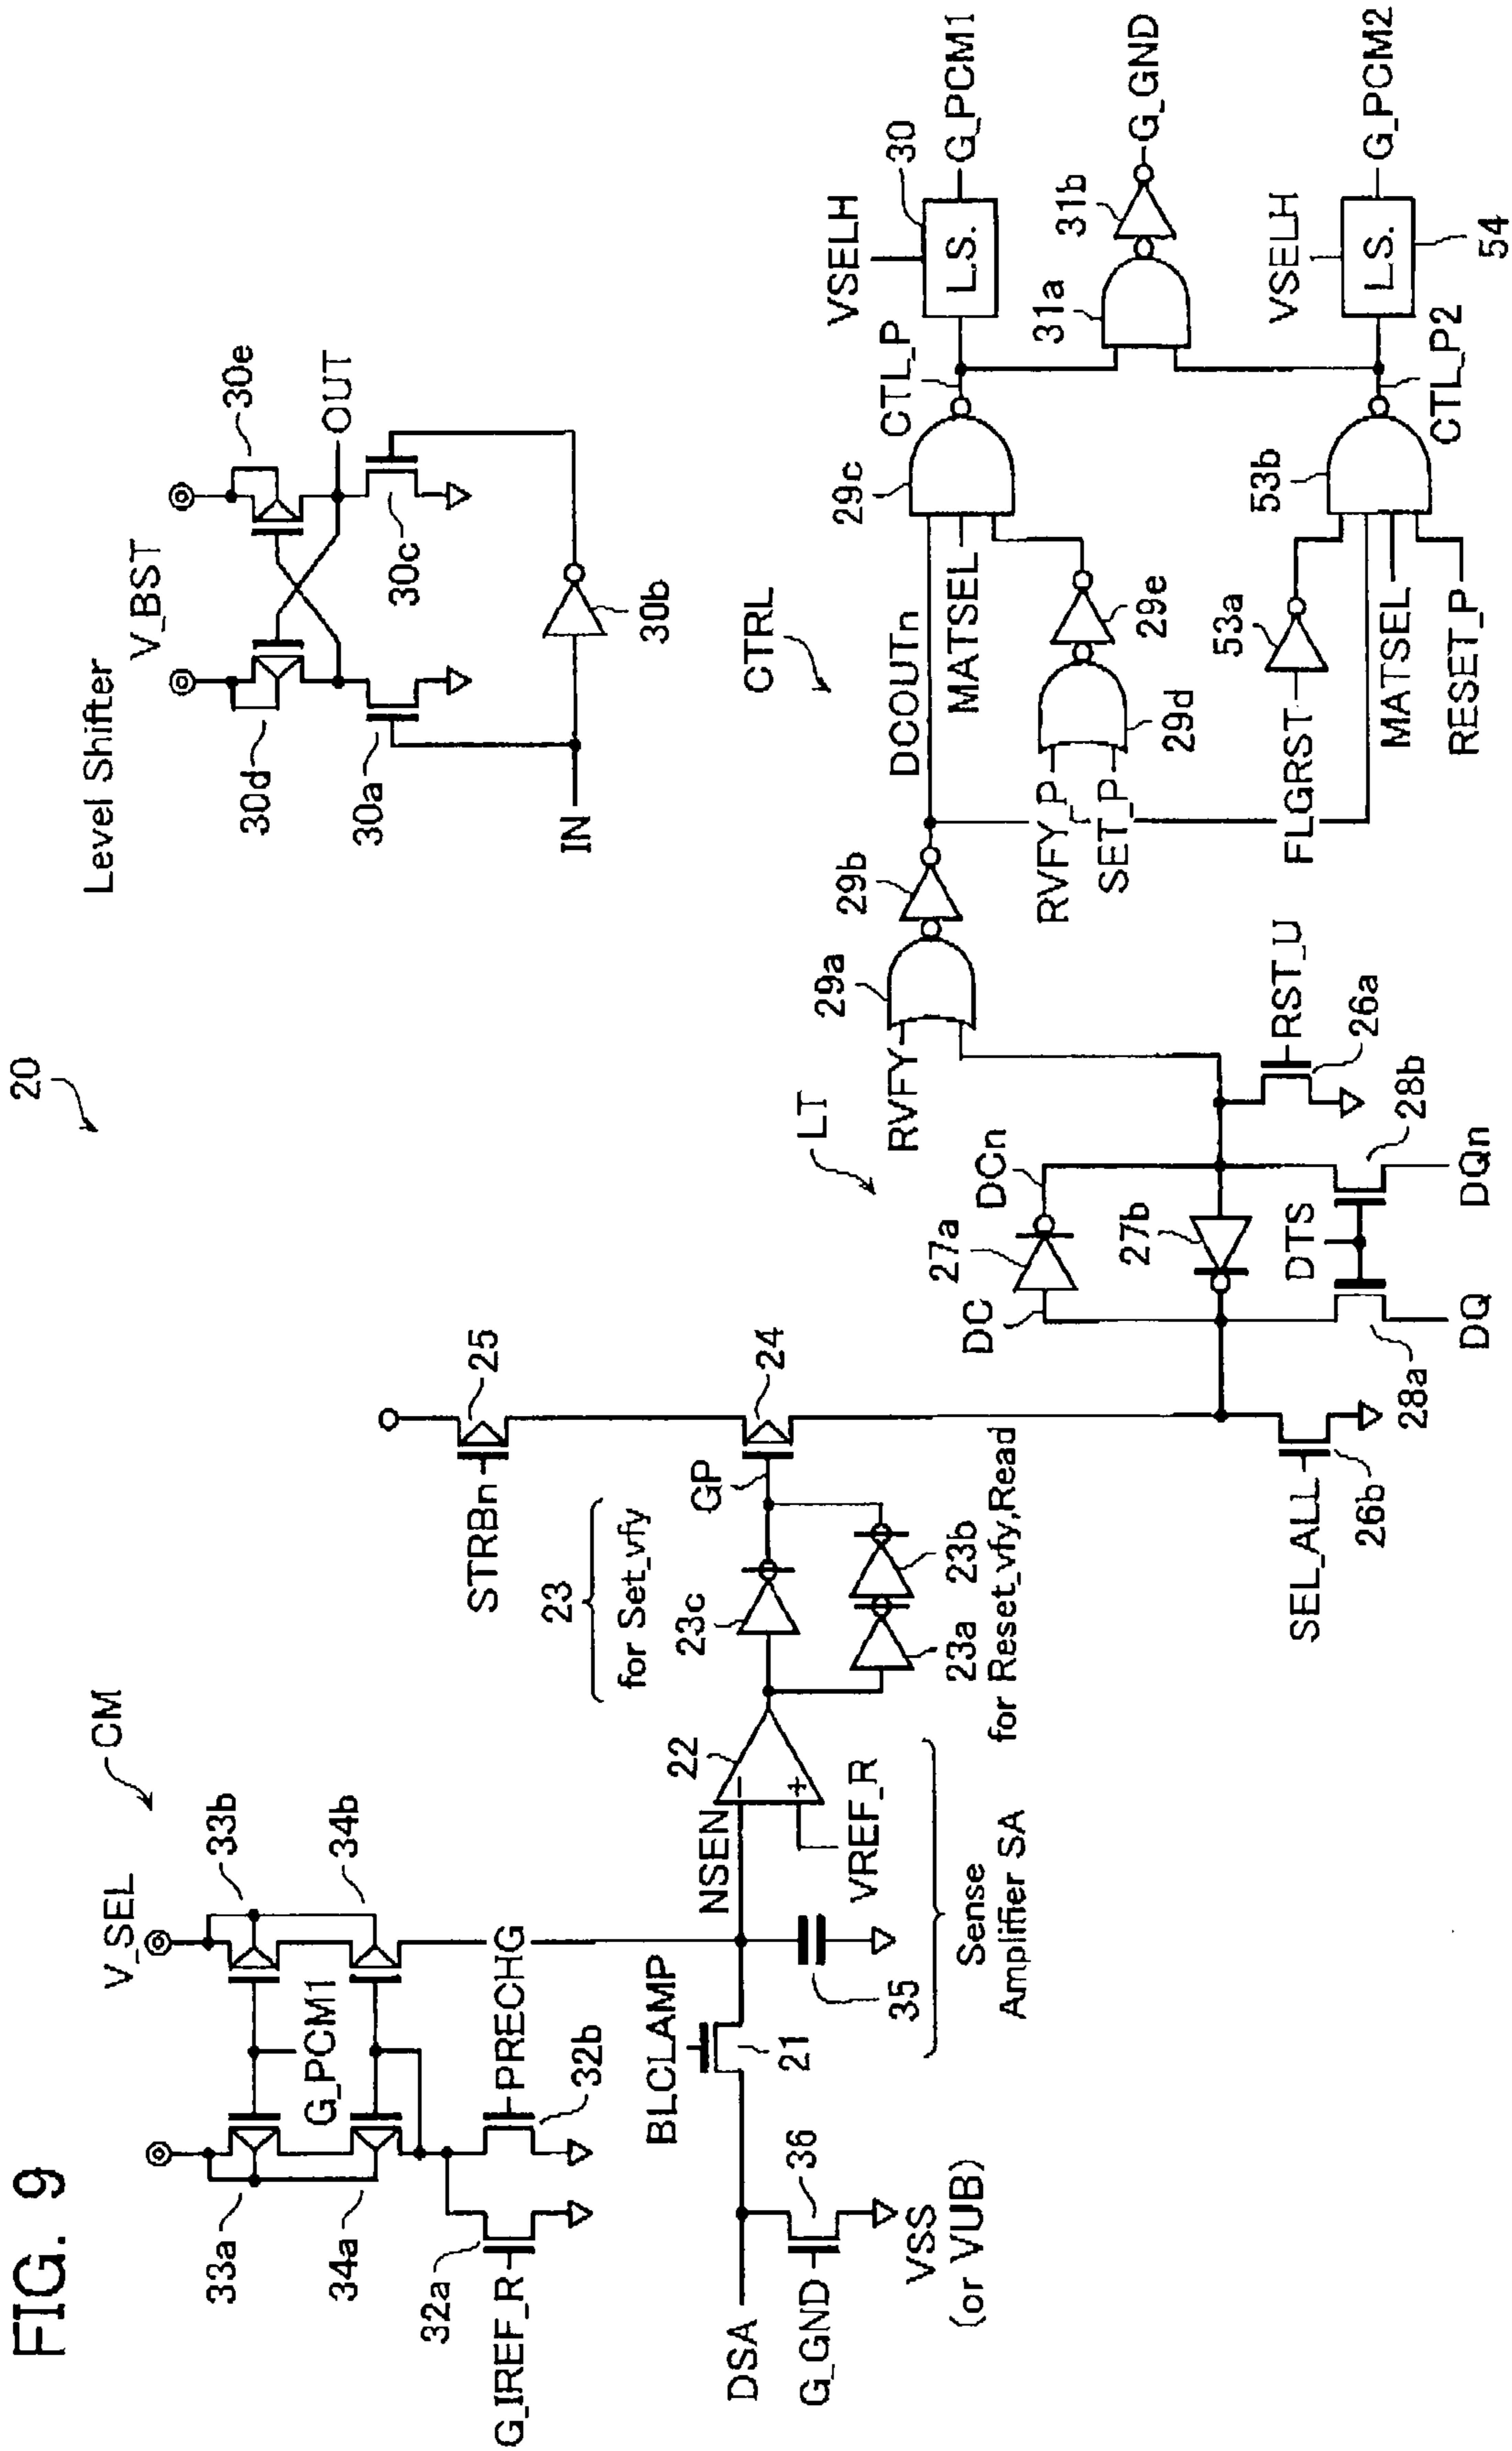 FIG. 9
20
CM
V_SEL
33a
33b
34a
34b
G_PCM1
32a
32b
G_IREF_R
PRECHG
DSA
G_GND
36
VSS
(or VUB)
BLCLAMP
21
35
NSEN
VREF_R
22
Sense
Amplifier SA
23
for Set_vfy
23c
23a
23b
for Reset_vfy,Read
GP
STRBn
25
24
SEL_ALL
26b
DC
DCn
27a
27b
LT
DTS
28a
28b
DQ
DQn
RST_U
26a
RVFY
29a
29b
DCOUTn
CTRL
MATSEL
RVFY_P
SET_P
29d
29e
29c
CTL_P
VSELH
30
L.S.
G_PCM1
31a
31b
G_GND
FLGRST
53a
MATSEL
RESET_P
53b
CTL_P2
VSELH
L.S.
54
G_PCM2
Level Shifter
V_BST
30d
30e
30a
30c
OUT
IN
30b